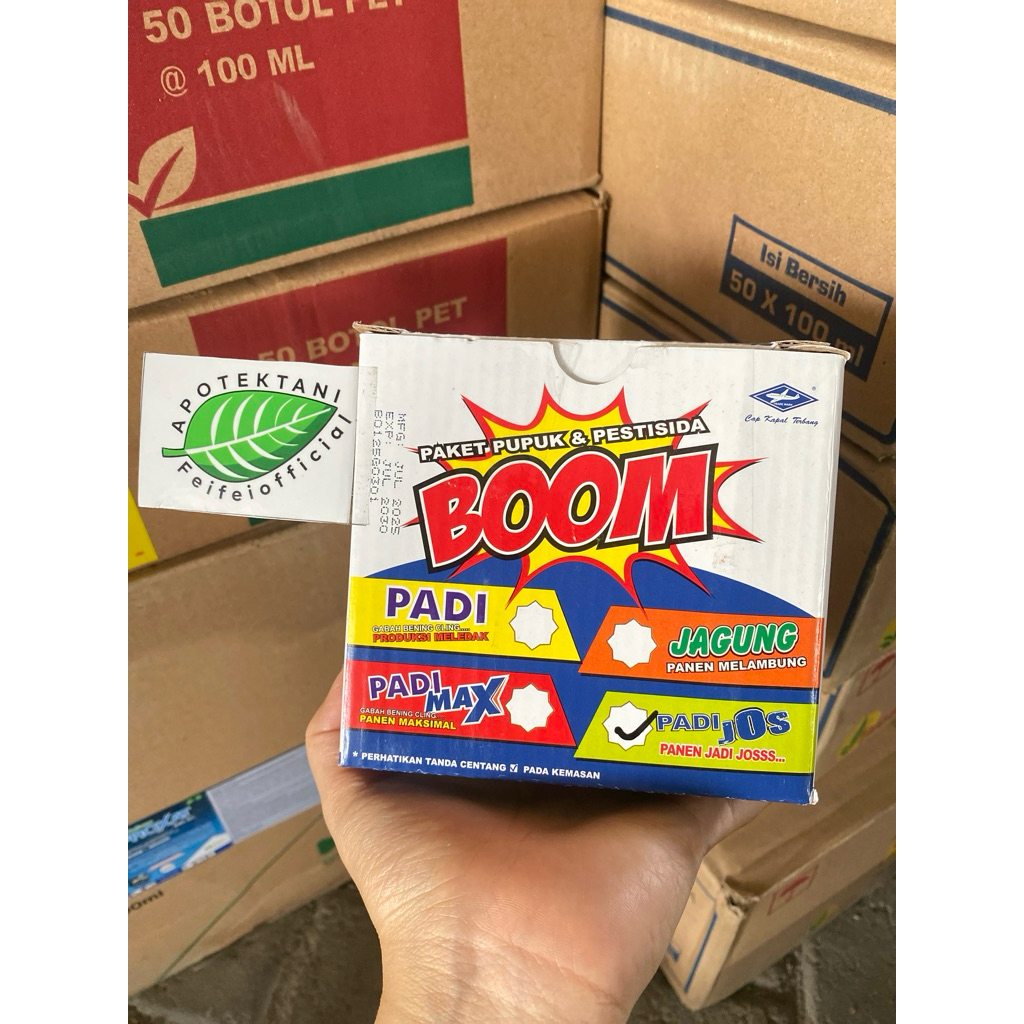 50 BOTOL PET
@ 100 ML
50 BOTOL PET
Isi Bersih
50 X 100 ml
APOTEKTANI
Feifeiofficial
MFG: JUL 2025
EXP: JUL 2030
B0125G0301
Cap Kapal Terbang
PAKET PUPUK & PESTISIDA
BOOM
PADI
GABAH BENING CLING....
PRODUKSI MELEDAK
JAGUNG
PANEN MELAMBUNG
PADI MAX
GABAH BENING CLING....
PANEN MAKSIMAL
PADI JOS
PANEN JADI JOSSS...
* PERHATIKAN TANDA CENTANG ☑ PADA KEMASAN